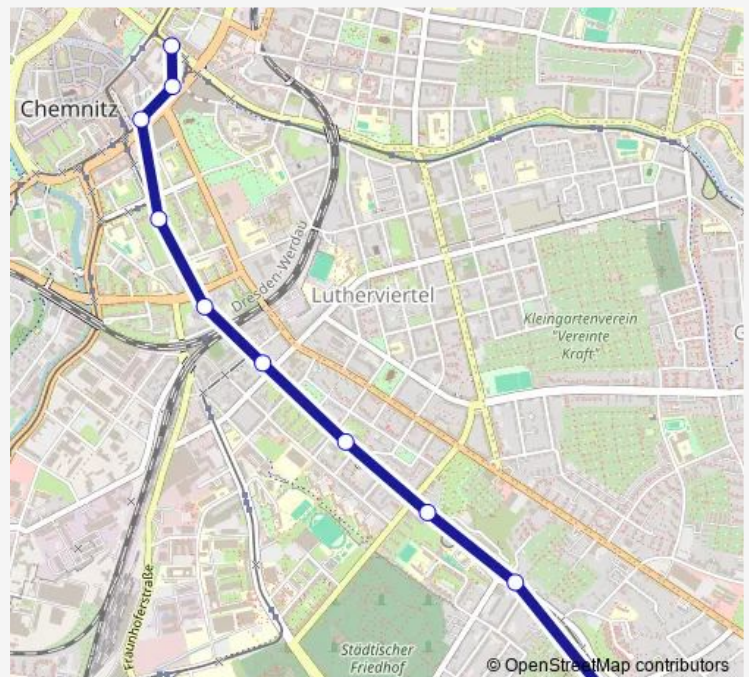 Chemnitz
Dresden-Werdau
Lutherviertel
Kleingartenverein
"Vereinte
Kraft"
Fraunhoferstraße
Städtischer
Friedhof
© OpenStreetMap contributors